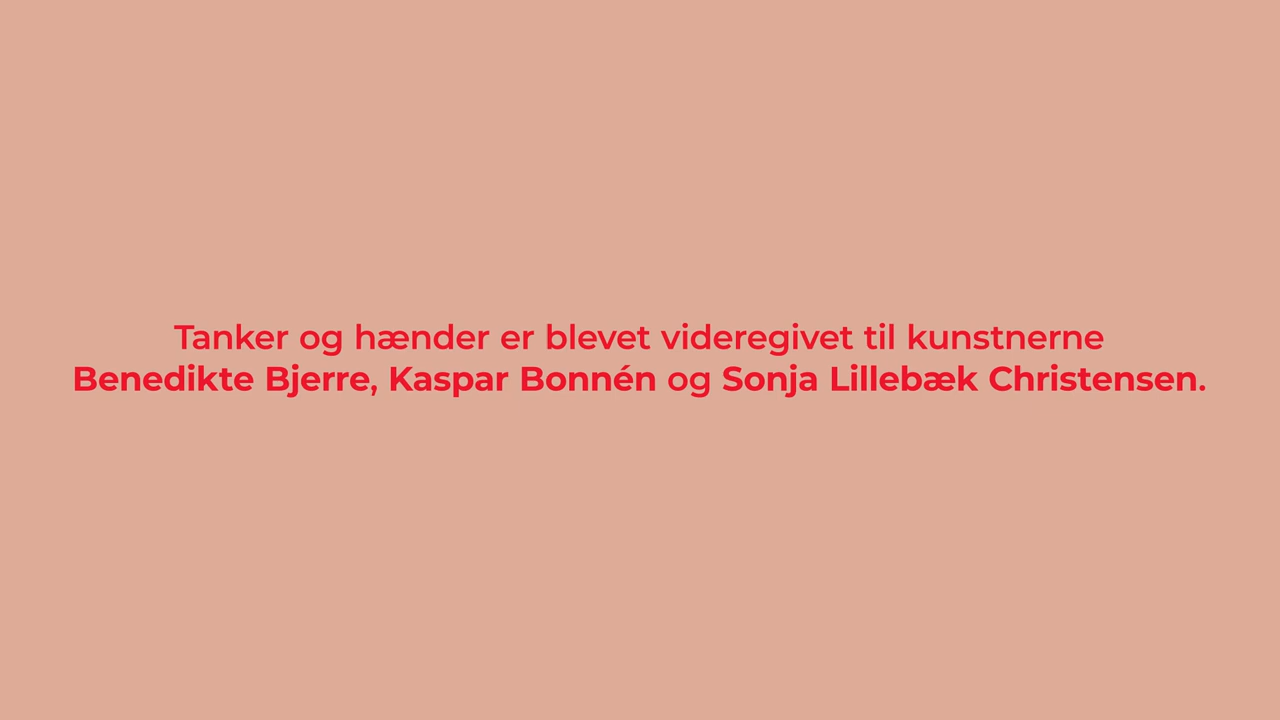 Tanker og hænder er blevet videregivet til kunstnerne
Benedikte Bjerre, Kaspar Bonnén og Sonja Lillebæk Christensen.